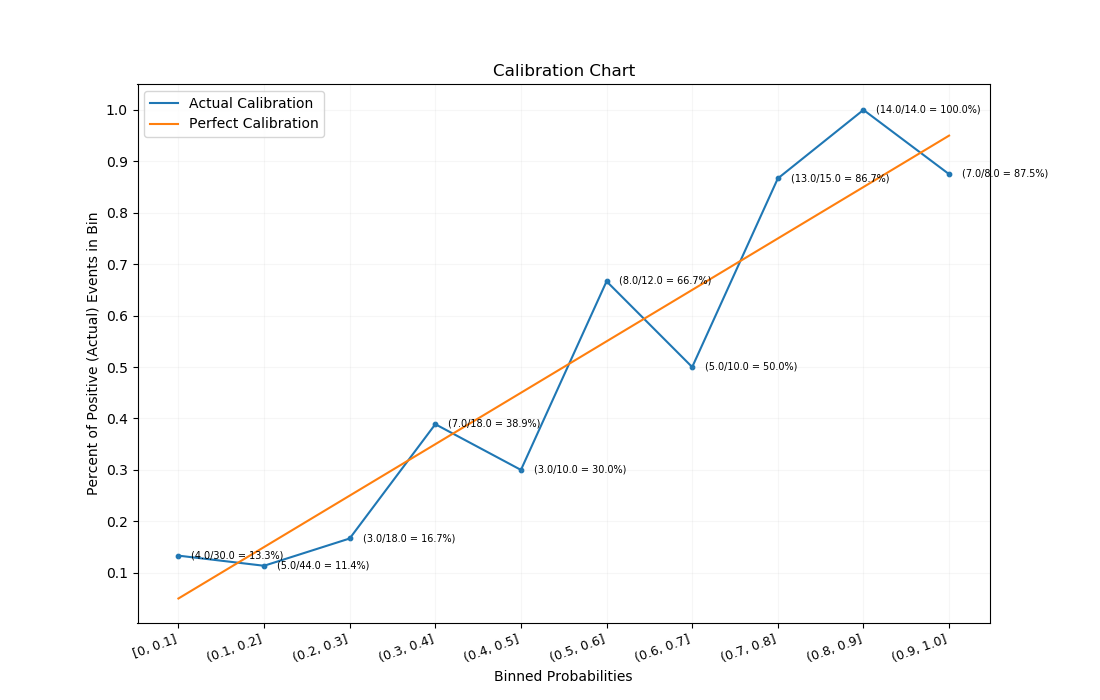 Calibration Chart
Actual Calibration
Perfect Calibration
Percent of Positive (Actual) Events in Bin
1.0
0.9
0.8
0.7
0.6
0.5
0.4
0.3
0.2
0.1
(14.0/14.0 = 100.0%)
(7.0/8.0 = 87.5%)
(13.0/15.0 = 86.7%)
(8.0/12.0 = 66.7%)
(5.0/10.0 = 50.0%)
(7.0/18.0 = 38.9%)
(3.0/10.0 = 30.0%)
(3.0/18.0 = 16.7%)
(4.0/30.0 = 13.3%)
(5.0/44.0 = 11.4%)
[0, 0.1]
(0.1, 0.2]
(0.2, 0.3]
(0.3, 0.4]
(0.4, 0.5]
(0.5, 0.6]
(0.6, 0.7]
(0.7, 0.8]
(0.8, 0.9]
(0.9, 1.0]
Binned Probabilities